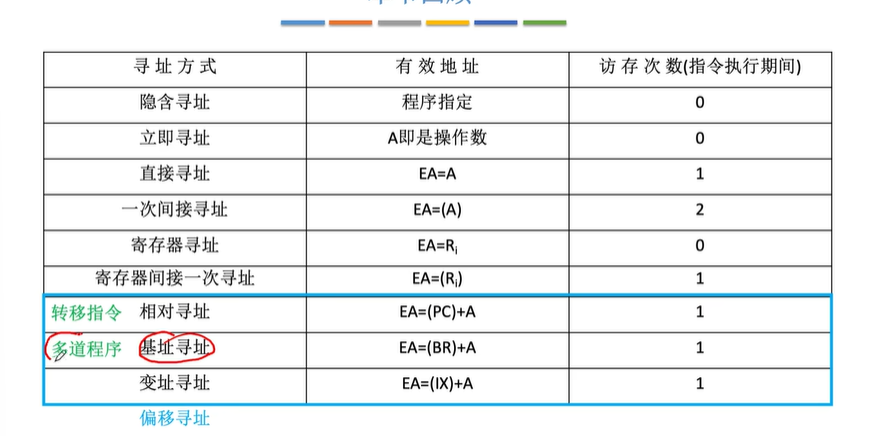 寻址方式 有效地址 访存次数(指令执行期间)
隐含寻址 程序指定 0
立即寻址 A即是操作数 0
直接寻址 EA=A 1
一次间接寻址 EA=(A) 2
寄存器寻址 EA=Rᵢ 0
寄存器间接一次寻址 EA=(Rᵢ) 1
转移指令 相对寻址 EA=(PC)+A 1
多道程序 基址寻址 EA=(BR)+A 1
变址寻址 EA=(IX)+A 1
偏移寻址